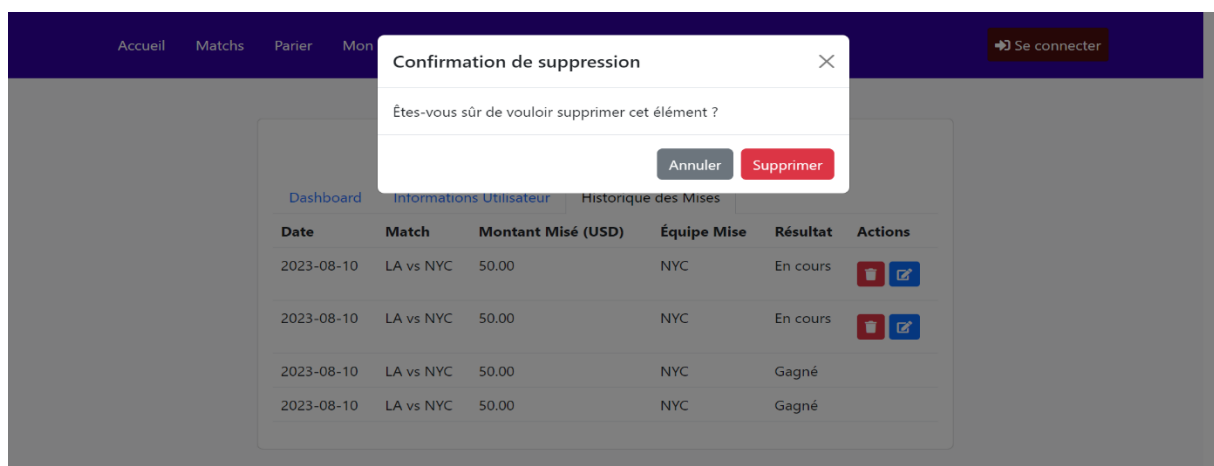 Accueil Matchs Parier Mon Se connecter
Confirmation de suppression
Êtes-vous sûr de vouloir supprimer cet élément ?
Annuler Supprimer
Dashboard Informations Utilisateur Historique des Mises
Date Match Montant Misé (USD) Équipe Mise Résultat Actions
2023-08-10 LA vs NYC 50.00 NYC En cours
2023-08-10 LA vs NYC 50.00 NYC En cours
2023-08-10 LA vs NYC 50.00 NYC Gagné
2023-08-10 LA vs NYC 50.00 NYC Gagné